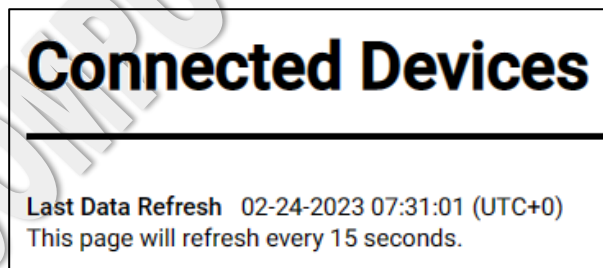 Connected Devices
Last Data Refresh 02-24-2023 07:31:01 (UTC+0)
This page will refresh every 15 seconds.